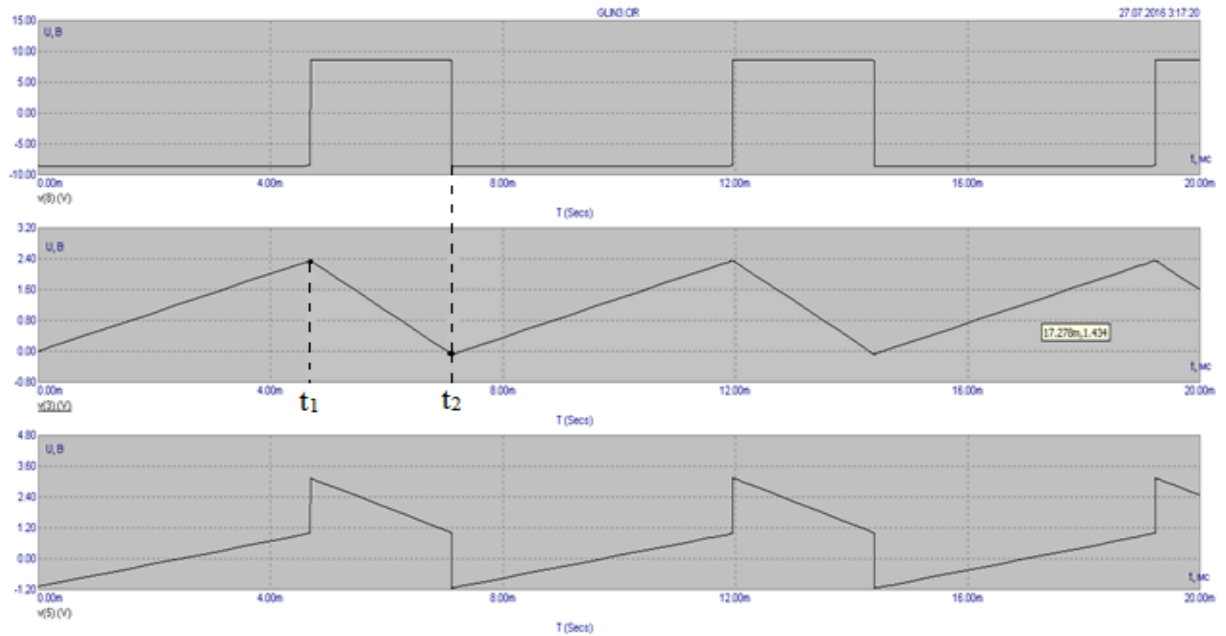 GLIN3.CIR 27.07.2016 3:17:20
15.00
U, В
10.00
5.00
0.00
-5.00
-10.00
t, мс
0.00m 4.00m 8.00m 12.00m 16.00m 20.00m
v(8) (V)
T (Secs)
3.20
U, В
2.40
1.60
0.80
0.00
-0.80
17.278m,1.434
t, мс
0.00m 4.00m 8.00m 12.00m 16.00m 20.00m
v(3) (V)
t1 t2
T (Secs)
4.80
U, В
3.60
2.40
1.20
0.00
-1.20
t, мс
0.00m 4.00m 8.00m 12.00m 16.00m 20.00m
v(5) (V)
T (Secs)